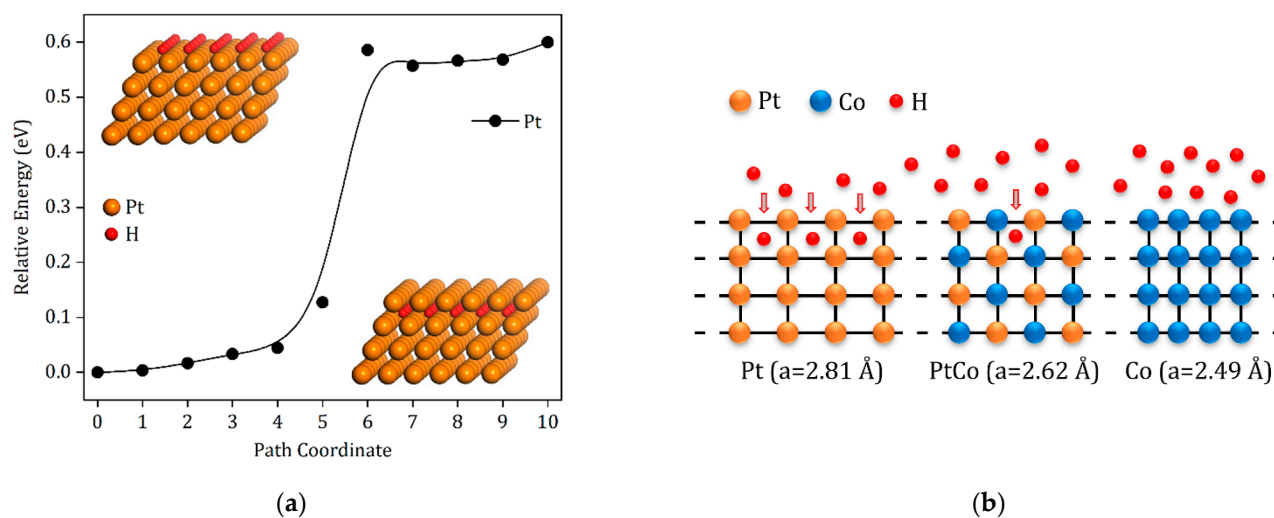 0.6
0.5
0.4
0.3
0.2
0.1
0.0
Relative Energy (eV)
Pt
Pt
H
0 1 2 3 4 5 6 7 8 9 10
Path Coordinate
(a)
Pt Co H
Pt (a=2.81 Å) PtCo (a=2.62 Å) Co (a=2.49 Å)
(b)